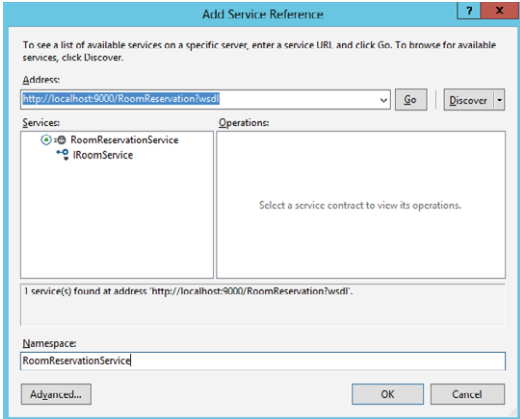 Add Service Reference
?
x
To see a list of available services on a specific server, enter a service URL and click Go. To browse for available
services, click Discover.
Address:
http://localhost:9000/RoomReservation?wsdl
Go
Discover
Services:
Operations:
RoomReservationService
IRoomService
Select a service contract to view its operations.
1 service(s) found at address 'http://localhost:9000/RoomReservation?wsdl'.
Namespace:
RoomReservationService
Advanced...
OK
Cancel